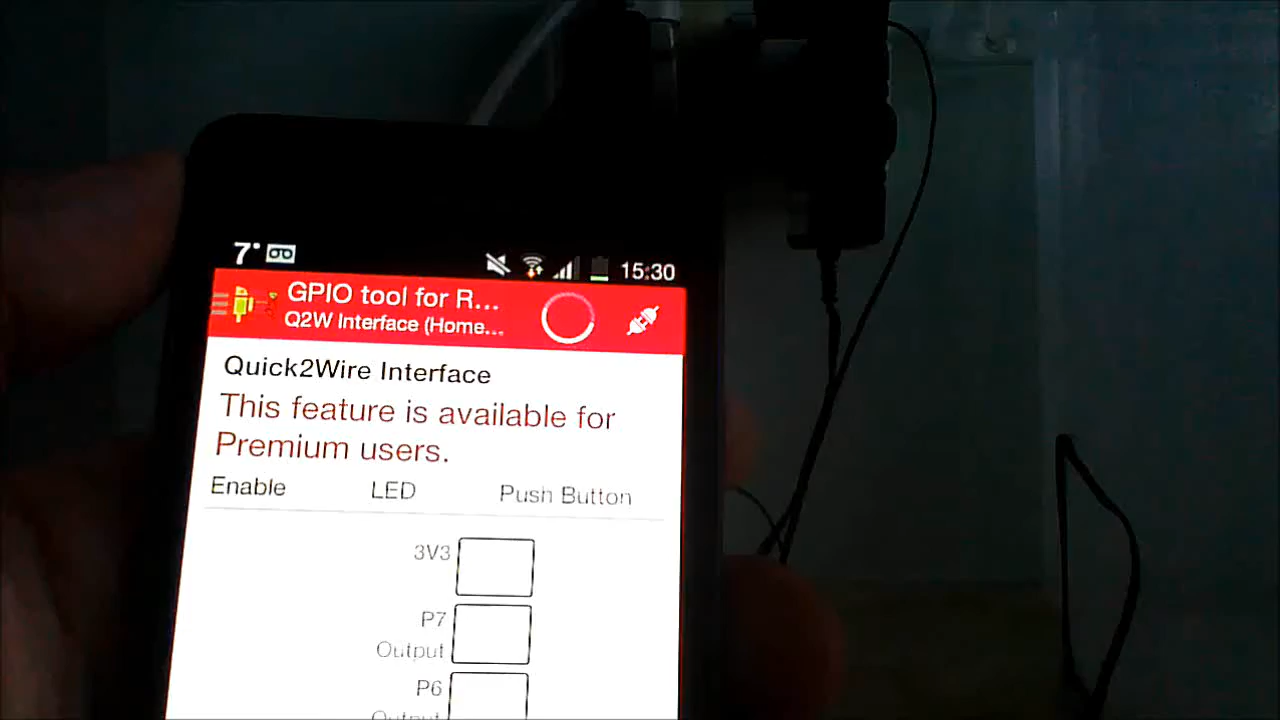 7°
15:30
GPIO tool for R...
Q2W Interface (Home...
Quick2Wire Interface
This feature is available for
Premium users.
Enable LED Push Button
3V3
P7
Output
P6
Output